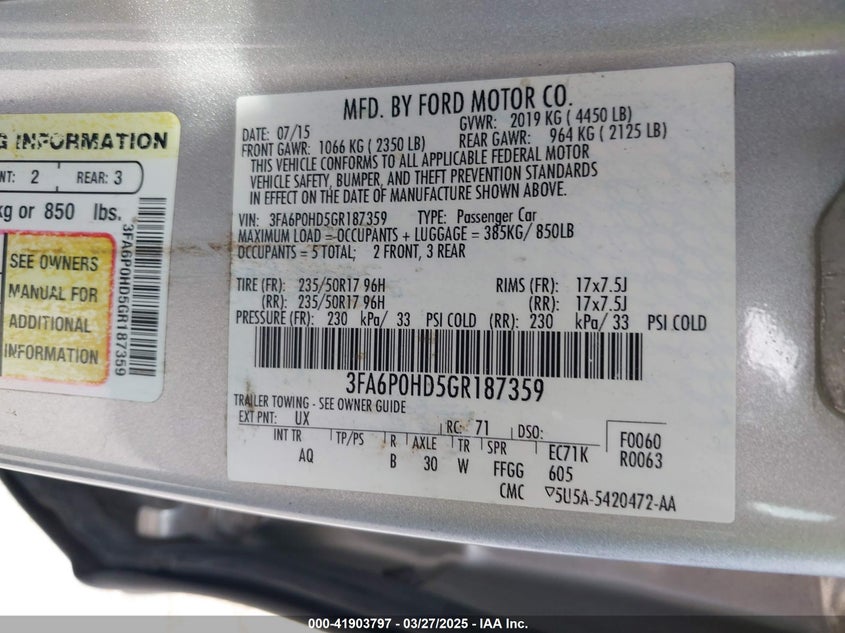 G INFORMATION
NT: 2 REAR: 3
kg or 850 lbs.
SEE OWNERS
MANUAL FOR
ADDITIONAL
INFORMATION
3FA6P0HD5GR187359
MFD. BY FORD MOTOR CO.
DATE: 07/15 GVWR: 2019 KG ( 4450 LB)
FRONT GAWR: 1066 KG ( 2350 LB) REAR GAWR: 964 KG ( 2125 LB)
THIS VEHICLE CONFORMS TO ALL APPLICABLE FEDERAL MOTOR
VEHICLE SAFETY, BUMPER, AND THEFT PREVENTION STANDARDS
IN EFFECT ON THE DATE OF MANUFACTURE SHOWN ABOVE.
VIN: 3FA6P0HD5GR187359 TYPE: Passenger Car
MAXIMUM LOAD = OCCUPANTS + LUGGAGE = 385KG/ 850LB
OCCUPANTS = 5 TOTAL; 2 FRONT, 3 REAR
TIRE (FR): 235/50R17 96H RIMS (FR): 17x7.5J
(RR): 235/50R17 96H (RR): 17x7.5J
PRESSURE (FR): 230 kPa/ 33 PSI COLD (RR): 230 kPa/ 33 PSI COLD
3FA6P0HD5GR187359
TRAILER TOWING - SEE OWNER GUIDE
EXT PNT: UX RC: 71 DSO: F0060
INT TR TP/PS R AXLE TR SPR EC71K R0063
AQ B 30 W FFGG 605
CMC ▽5U5A-5420472-AA
000-41903797 — 03/27/2025 — IAA Inc.